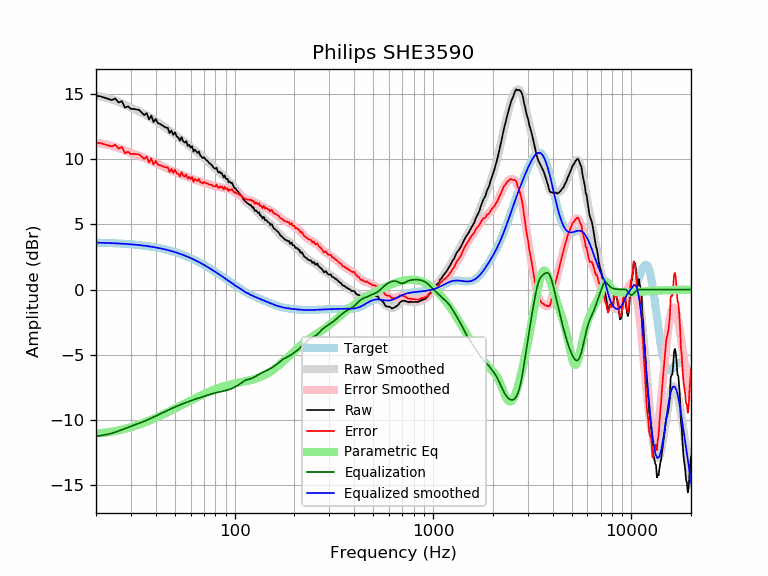 Philips SHE3590
15
10
5
0
−5
−10
−15
Amplitude (dBr)
Target
Raw Smoothed
Error Smoothed
Raw
Error
Parametric Eq
Equalization
Equalized smoothed
100
1000
10000
Frequency (Hz)